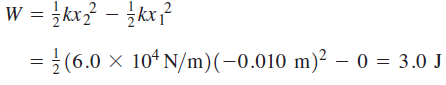 W = ½kx₂² − ½kx₁²
= ½(6.0 × 10⁴ N/m)(−0.010 m)² − 0 = 3.0 J